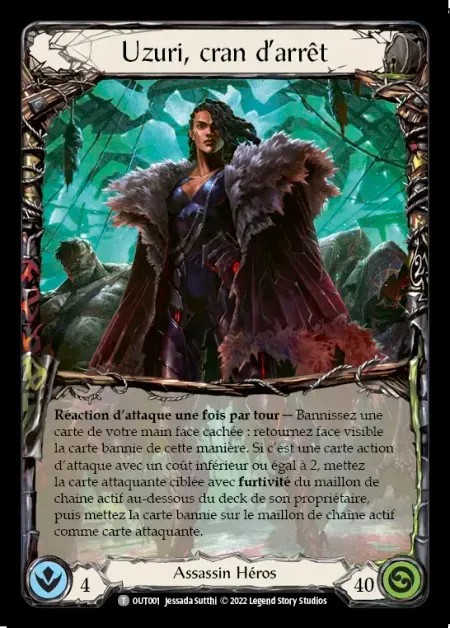 Uzuri, cran d'arrêt
Réaction d'attaque une fois par tour — Bannissez une
carte de votre main face cachée : retournez face visible
la carte bannie de cette manière. Si c'est une carte action
d'attaque avec un coût inférieur ou égal à 2, mettez
la carte attaquante ciblée avec furtivité du maillon de
chaine actif au-dessus du deck de son propriétaire,
puis mettez la carte bannie sur le maillon de chaîne actif
comme carte attaquante.
4
Assassin Héros
40
T OUT001 Jessada Sutthi © 2022 Legend Story Studios